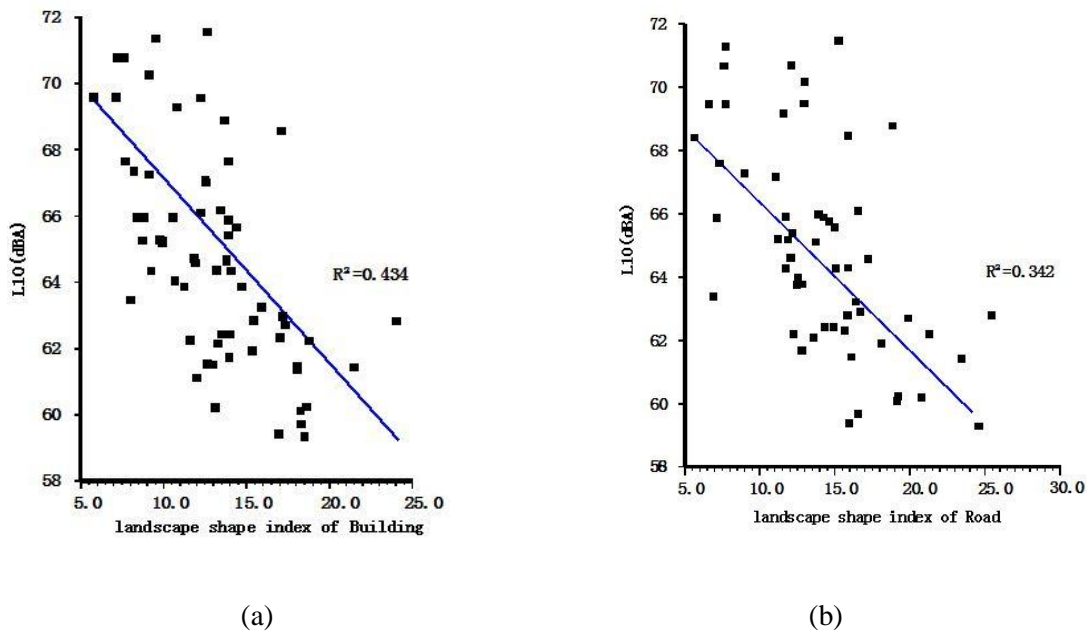 72
70
68
66
64
62
60
58
L10(dBA)
R²=0.434
5.0 10.0 15.0 20.0 25.0
landscape shape index of Building
(a)
72
70
68
66
64
62
60
58
L10(dBA)
R²=0.342
5.0 10.0 15.0 20.0 25.0 30.0
landscape shape index of Road
(b)